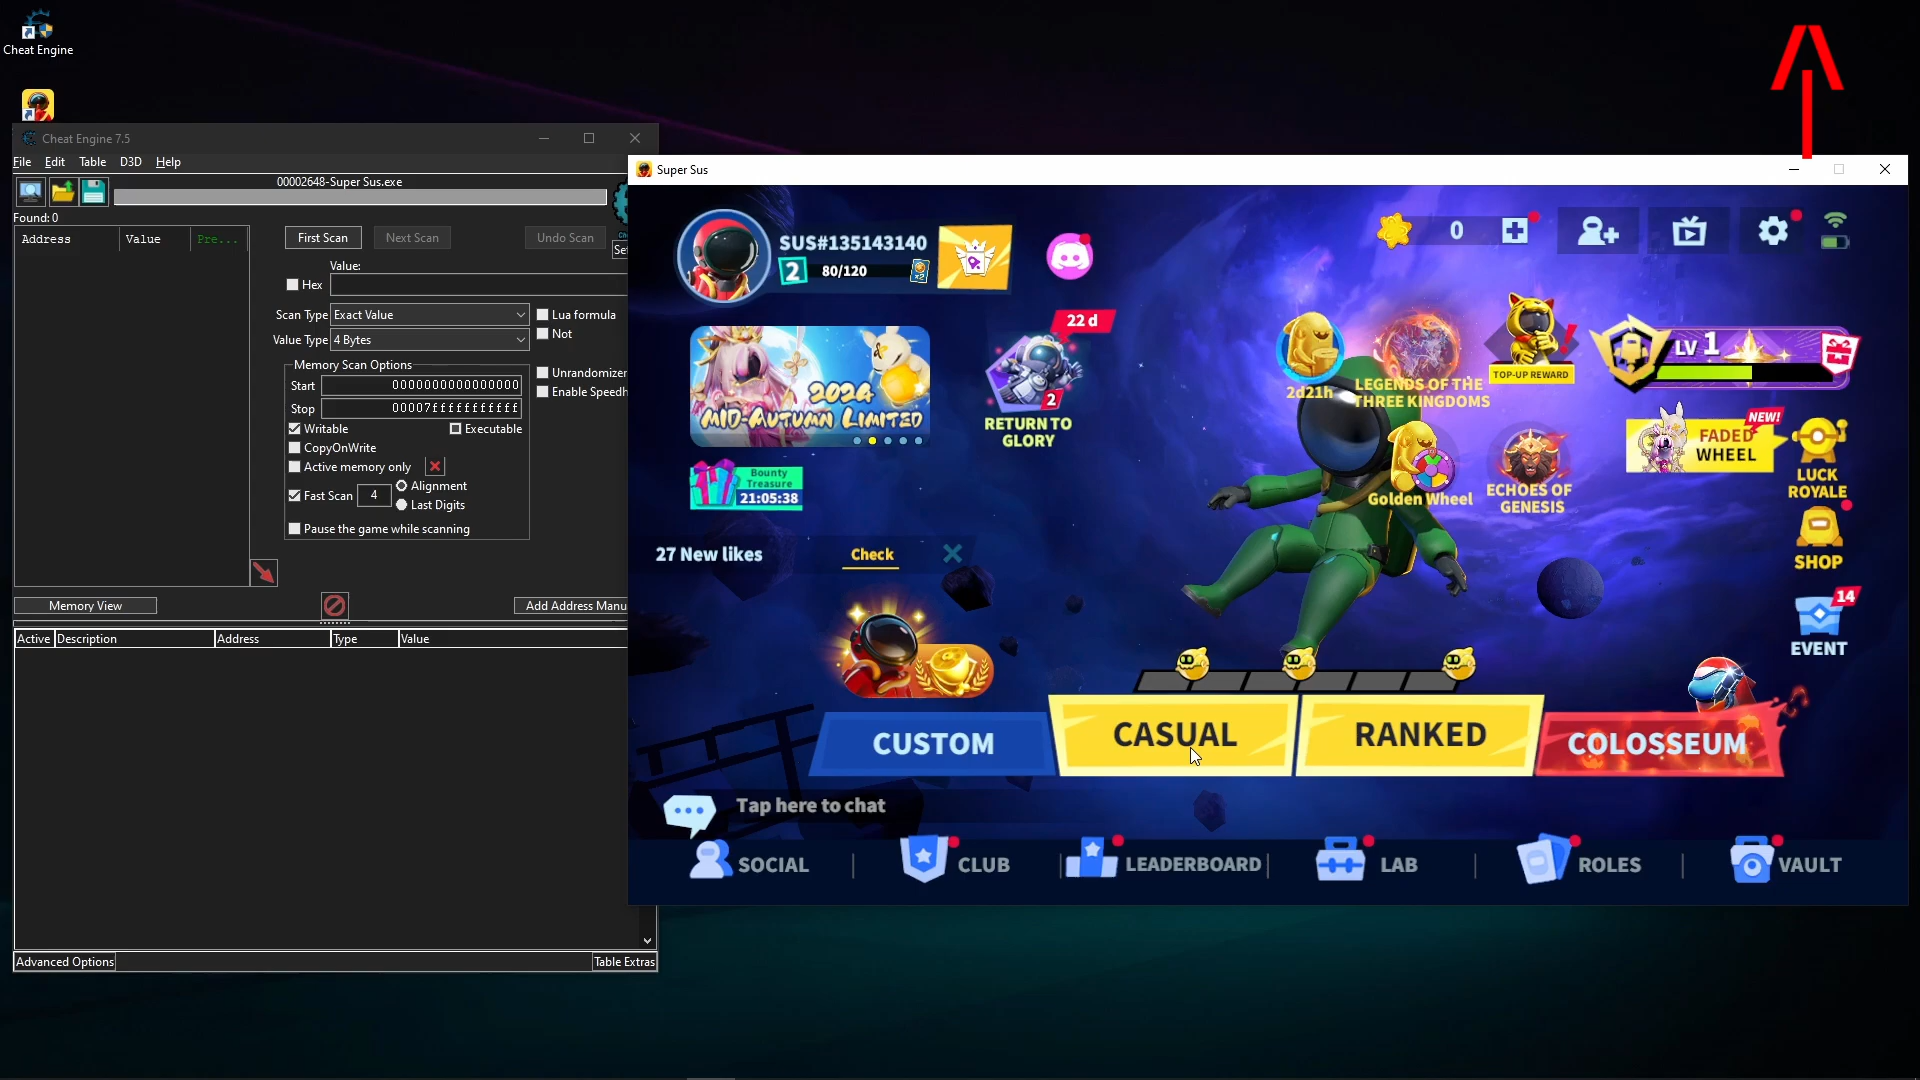 Cheat Engine
Cheat Engine 7.5
File Edit Table D3D Help
00002648-Super Sus.exe
Found: 0
Address Value Pre...
First Scan Next Scan Undo Scan
Value:
Hex
Scan Type Exact Value
Lua formula
Not
Value Type 4 Bytes
Memory Scan Options
Unrandomizer
Start 0000000000000000
Enable Speedh
Stop 00007fffffffffff
Writable Executable
CopyOnWrite
Active memory only
Fast Scan 4 Alignment
Last Digits
Pause the game while scanning
Memory View
Add Address Manu
Active Description Address Type Value
Advanced Options
Table Extras
Super Sus
SUS#135143140
2 80/120
x2
0
22 d
2024
MID-AUTUMN LIMITED
2
RETURN TO
GLORY
Bounty
Treasure
21:05:38
27 New likes Check
2d21h
LEGENDS OF THE
THREE KINGDOMS
TOP-UP REWARD
LV 1
Golden Wheel
ECHOES OF
GENESIS
NEW!
FADED
WHEEL
LUCK
ROYALE
SHOP
14
EVENT
CUSTOM
CASUAL
RANKED
COLOSSEUM
Tap here to chat
SOCIAL
CLUB
LEADERBOARD
LAB
ROLES
VAULT